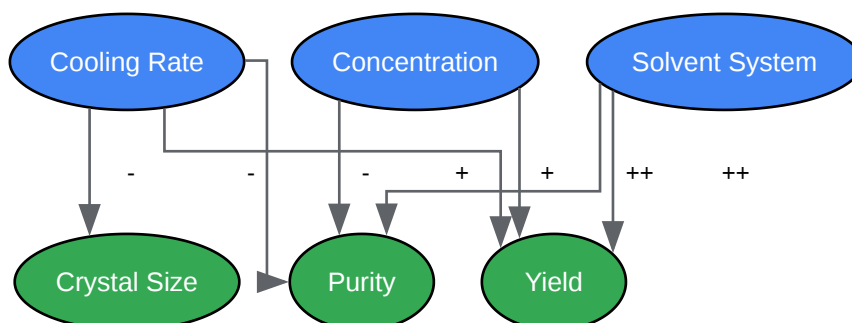 Cooling Rate
Concentration
Solvent System
-
-
-
+
+
++
++
Crystal Size
Purity
Yield